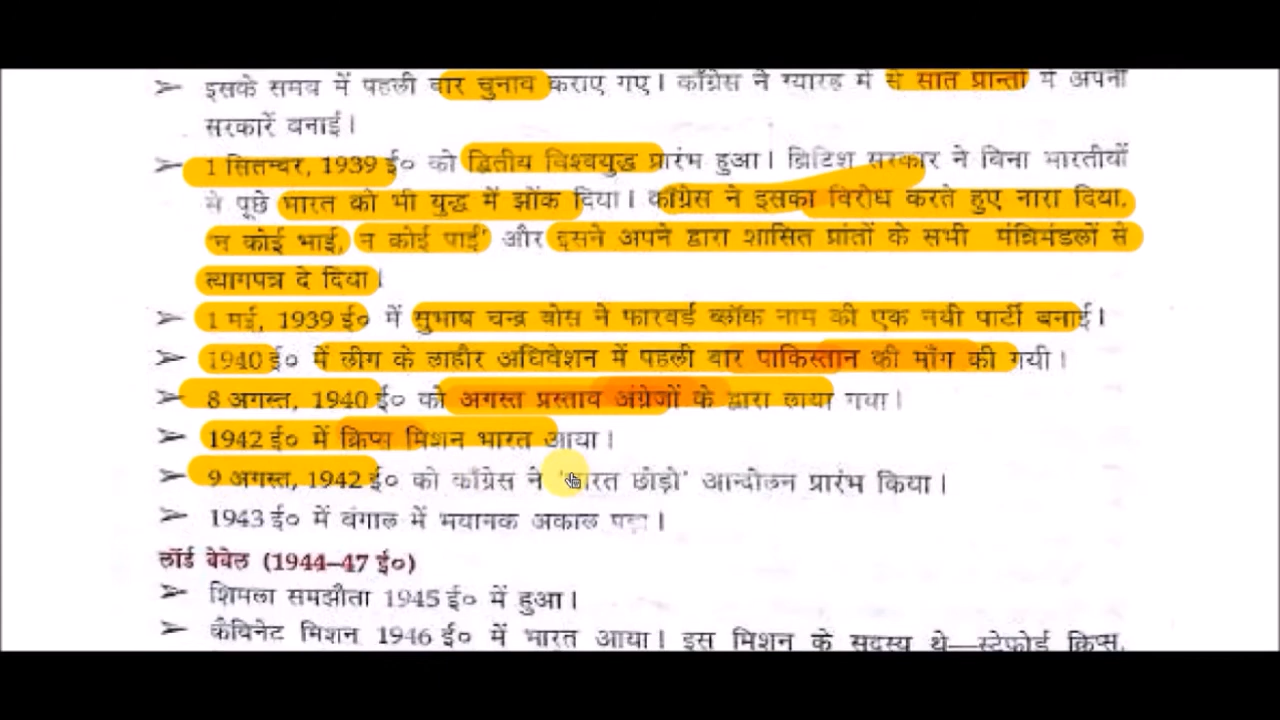 इसके समय में पहली बार चुनाव कराए गए। काँग्रेस ने ग्यारह में से सात प्रान्तों में अपनी
सरकारें बनाई।
➢ 1 सितम्बर, 1939 ई० को द्वितीय विश्वयुद्ध प्रारंभ हुआ। ब्रिटिश सरकार ने बिना भारतीयों
से पूछे भारत को भी युद्ध में झोंक दिया। काँग्रेस ने इसका विरोध करते हुए नारा दिया,
'न कोई भाई, न कोई पाई' और इसने अपने द्वारा शासित प्रांतों के सभी मंत्रिमंडलों से
त्यागपत्र दे दिया।
➢ 1 मई, 1939 ई० में सुभाष चन्द्र बोस ने फारवर्ड ब्लॉक नाम की एक नयी पार्टी बनाई।
➢ 1940 ई० में लीग के लाहौर अधिवेशन में पहली बार पाकिस्तान की माँग की गयी।
➢ 8 अगस्त, 1940 ई० को अगस्त प्रस्ताव अंग्रेजों के द्वारा लाया गया।
➢ 1942 ई० में क्रिप्स मिशन भारत आया।
➢ 9 अगस्त, 1942 ई० को काँग्रेस ने 'भारत छोड़ो' आन्दोलन प्रारंभ किया।
➢ 1943 ई० में बंगाल में भयानक अकाल पड़ा।
लॉर्ड वेवेल (1944–47 ई०)
➢ शिमला समझौता 1945 ई० में हुआ।
➢ कैबिनेट मिशन 1946 ई० में भारत आया। इस मिशन के सदस्य थे—स्टेफोर्ड क्रिप्स,